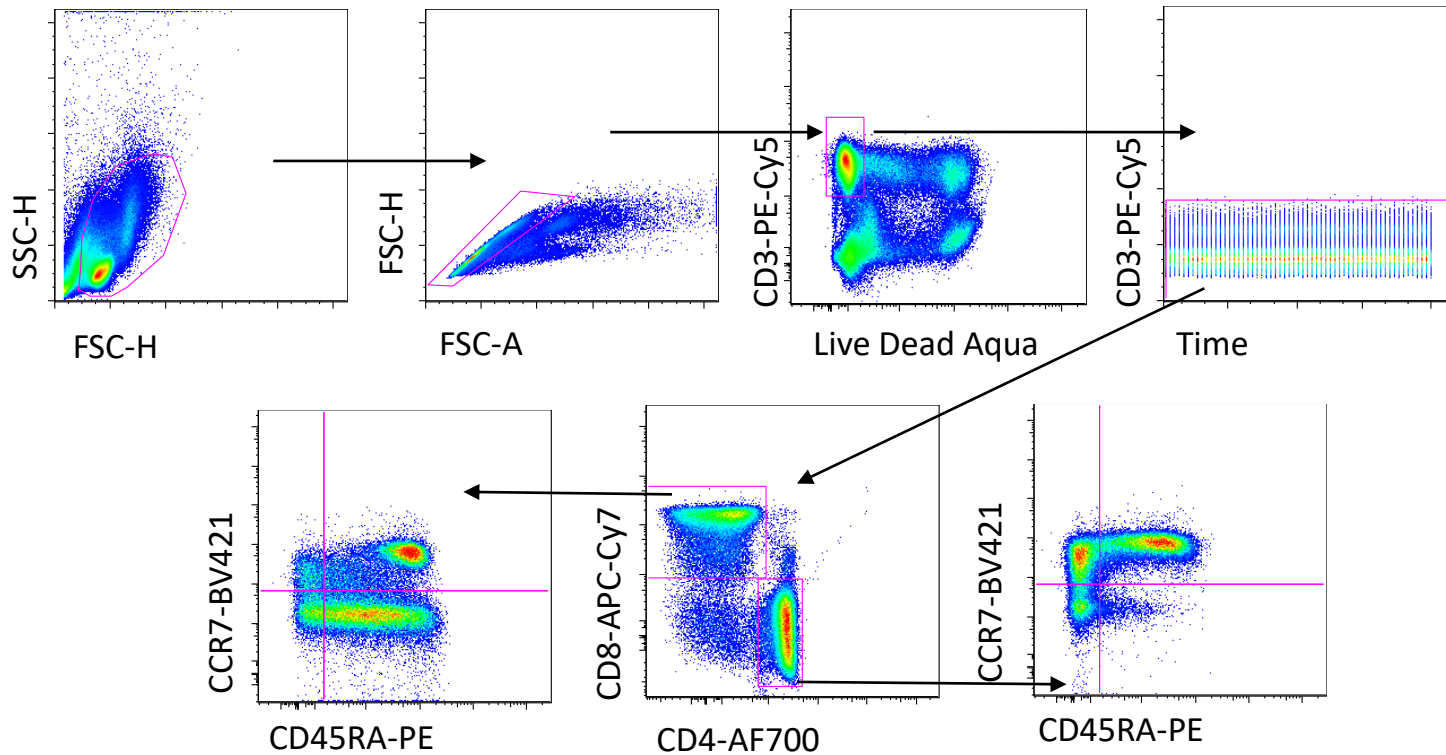 SSC-H
FSC-H
FSC-H
FSC-A
CD3-PE-Cy5
Live Dead Aqua
CD3-PE-Cy5
Time
CCR7-BV421
CD45RA-PE
CD8-APC-Cy7
CD4-AF700
CCR7-BV421
CD45RA-PE